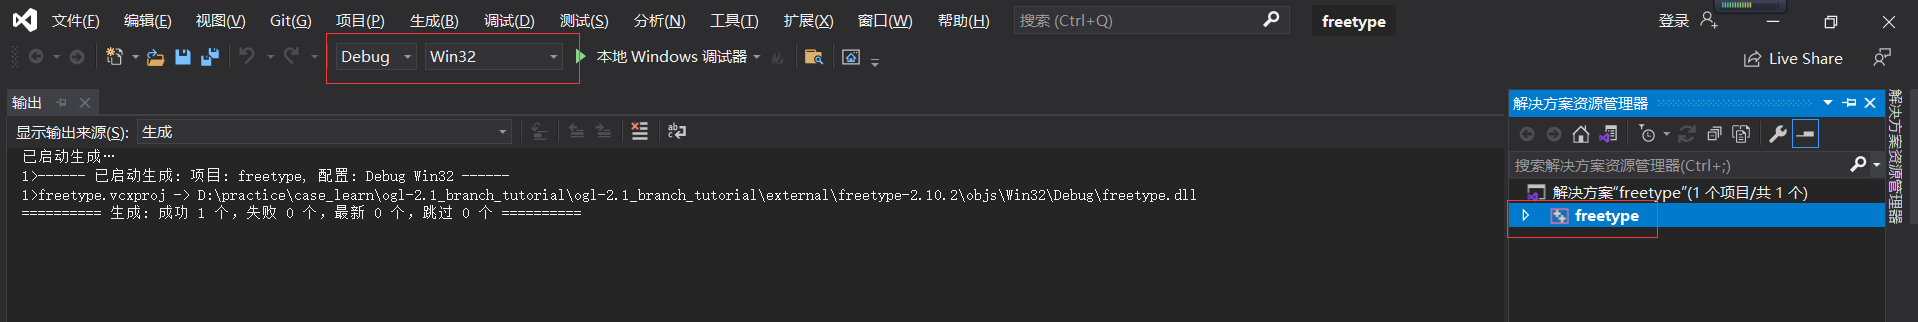 文件(F) 编辑(E) 视图(V) Git(G) 项目(P) 生成(B) 调试(D) 测试(S) 分析(N) 工具(T) 扩展(X) 窗口(W) 帮助(H) 搜索 (Ctrl+Q) freetype 登录
Debug Win32 本地 Windows 调试器 Live Share
输出
显示输出来源(S): 生成
已启动生成…
1>------ 已启动生成: 项目: freetype, 配置: Debug Win32 ------
1>freetype.vcxproj -> D:\practice\case_learn\ogl-2.1_branch_tutorial\ogl-2.1_branch_tutorial\external\freetype-2.10.2\objs\Win32\Debug\freetype.dll
========== 生成: 成功 1 个，失败 0 个，最新 0 个，跳过 0 个 ==========
解决方案资源管理器
搜索解决方案资源管理器(Ctrl+;)
解决方案“freetype”(1 个项目/共 1 个)
freetype
解决方案资源管理器